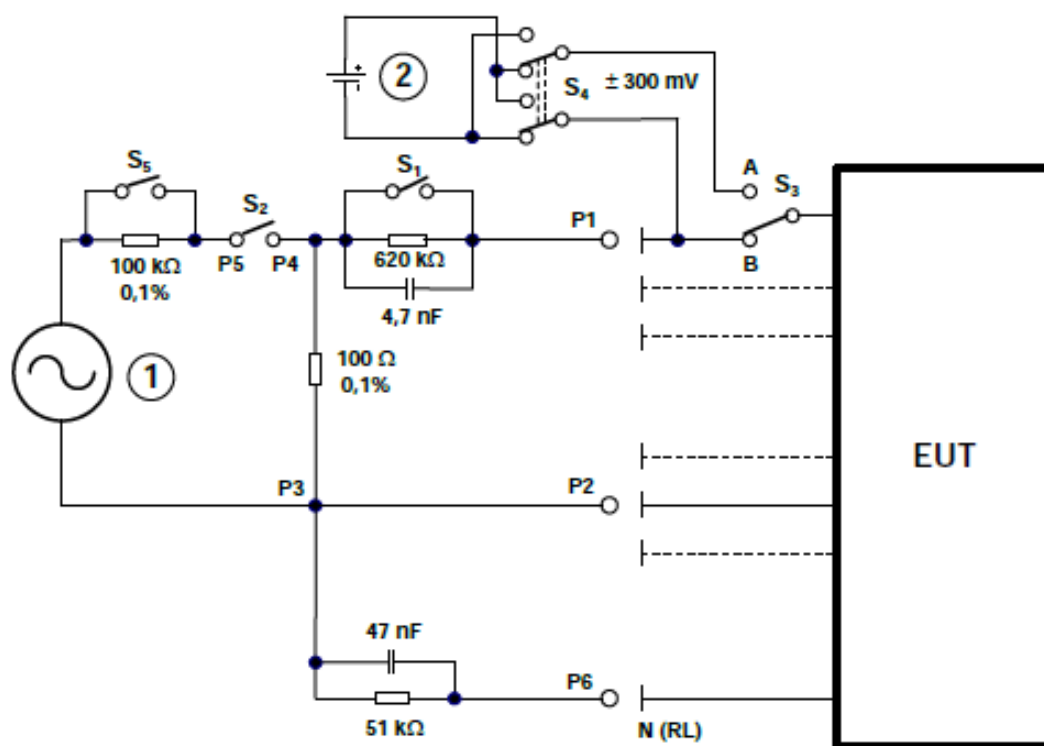 2
S4
± 300 mV
S5
S1
A
S3
S2
P1
P5
P4
B
100 kΩ
0,1%
620 kΩ
4,7 nF
1
100 Ω
0,1%
EUT
P3
P2
47 nF
P6
51 kΩ
N (RL)